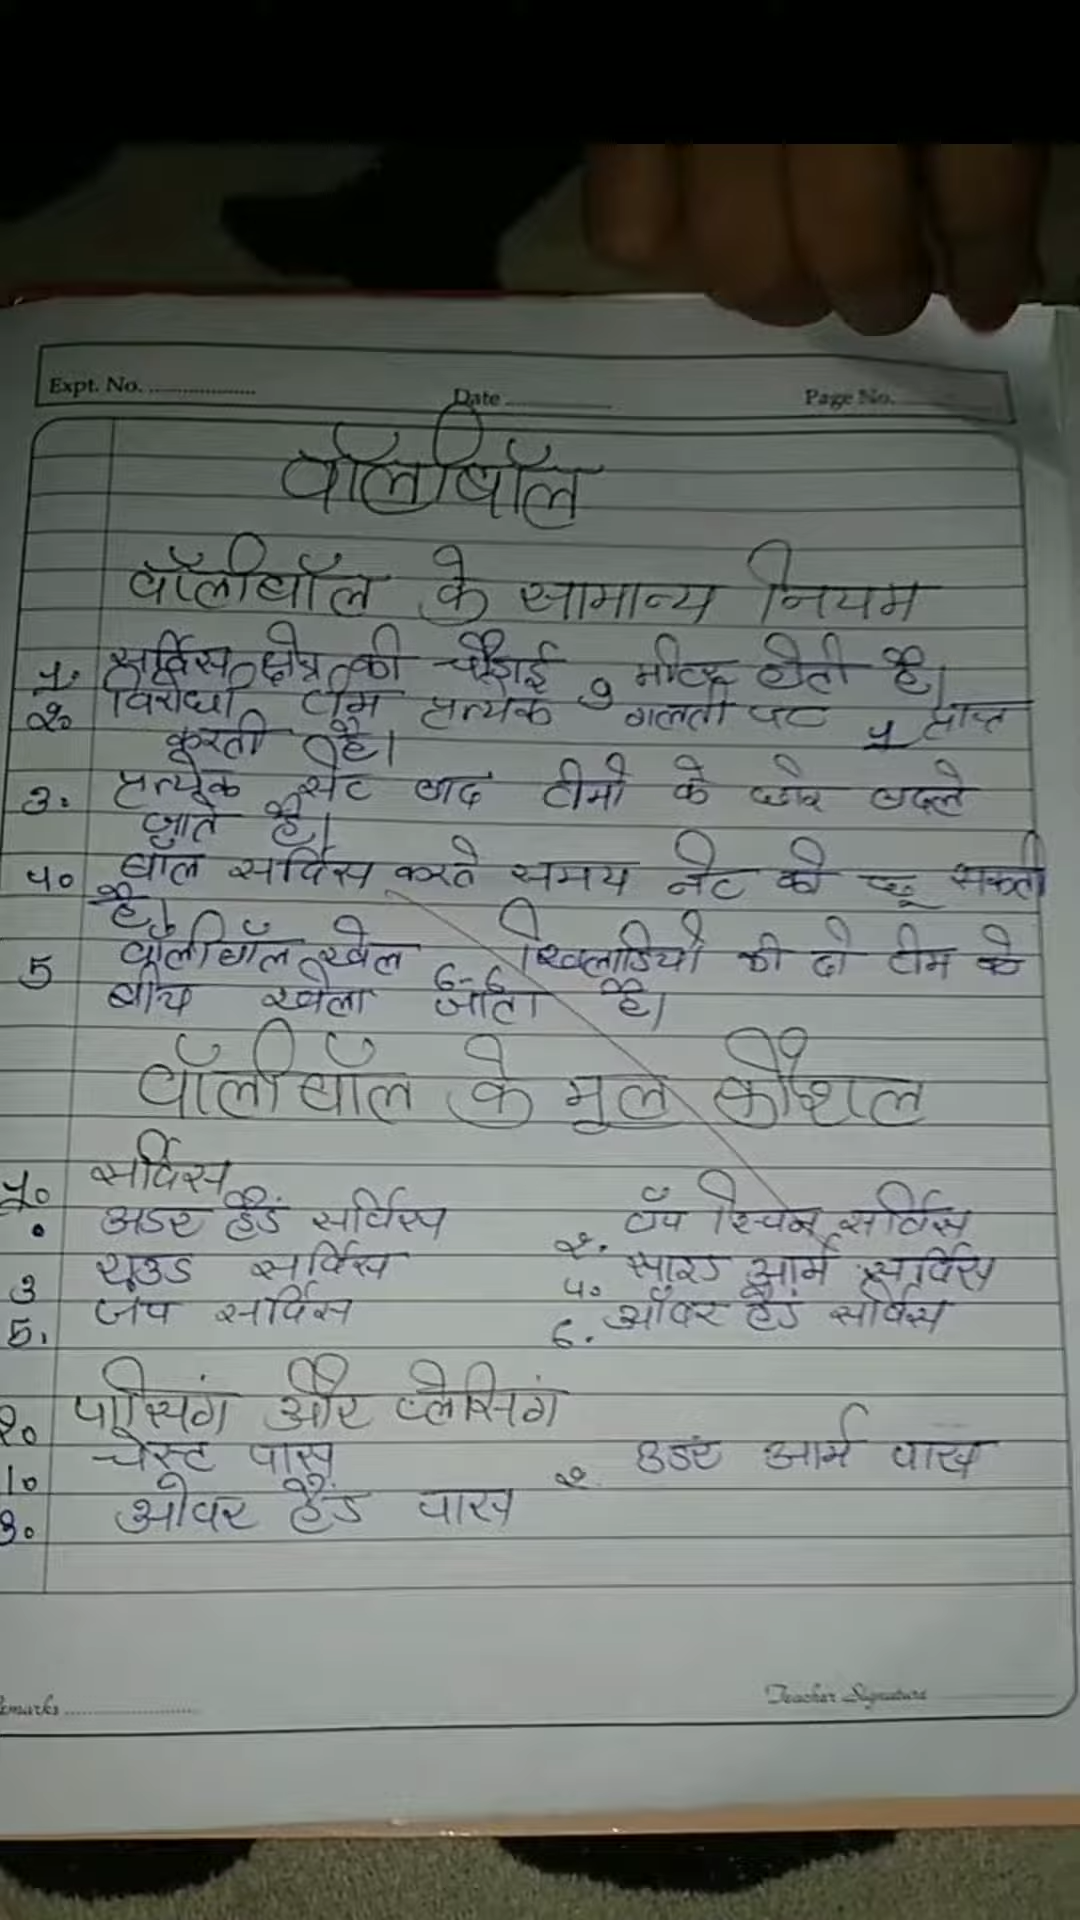 Expt. No. ............
Date ............
Page No.
वॉलीबॉल
वॉलीबॉल के सामान्य नियम
1. सर्विस क्षेत्र की चौड़ाई 9 मीटर होती है।
2. विरोधी टीम प्रत्येक गलती पर 1 प्राप्त
करती है।
3. प्रत्येक सेट बाद टीमो के छोर बदले
जाते है।
4. बाल सर्विस करते समय नेट को छू सकती
है।
5 वॉलीबॉल खेल 6-6 खिलाडियों की दो टीम के
बीच खेला जाता है।
वॉलीबॉल के मूल कौशल
1. सर्विस
अडर हैंड सर्विस 2. टॉप स्पिन सर्विस
3 राउड सर्विस 4. साइड आर्म सर्विस
5. जंप सर्विस 6. ऑवर हैड सर्विस
2. पासिंग और प्लेसिंग
1. चेस्ट पास 2. अडर आर्म पास
3. ओवर हैंड पास
Remarks ............
Teacher Signature